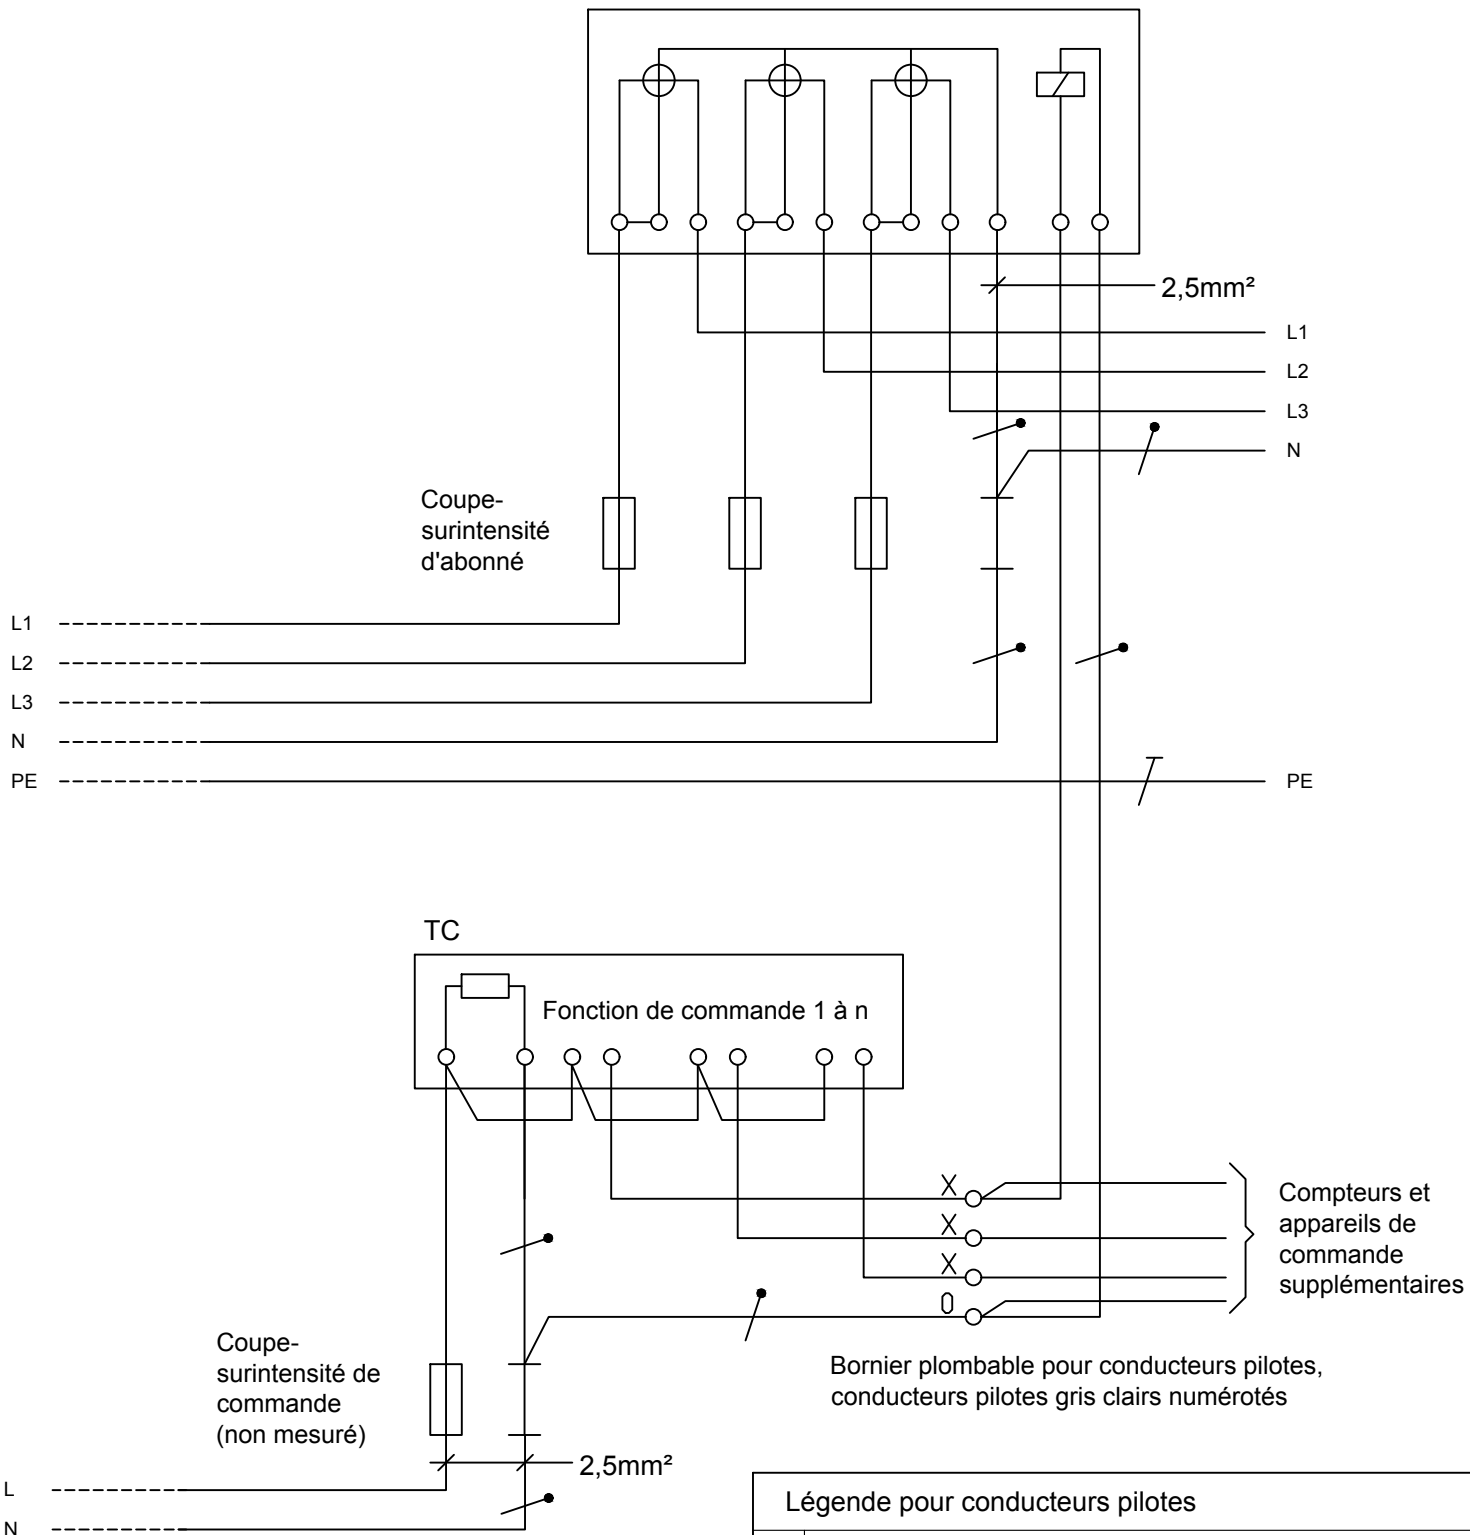 2,5mm²
L1
L2
L3
N
Coupe-
surintensité
d'abonné
L1
L2
L3
N
PE
PE
TC
Fonction de commande 1 à n
X
X
X
0
Compteurs et
appareils de
commande
supplémentaires
Coupe-
surintensité de
commande
(non mesuré)
Bornier plombable pour conducteurs pilotes,
conducteurs pilotes gris clairs numérotés
2,5mm²
L
N
Légende pour conducteurs pilotes